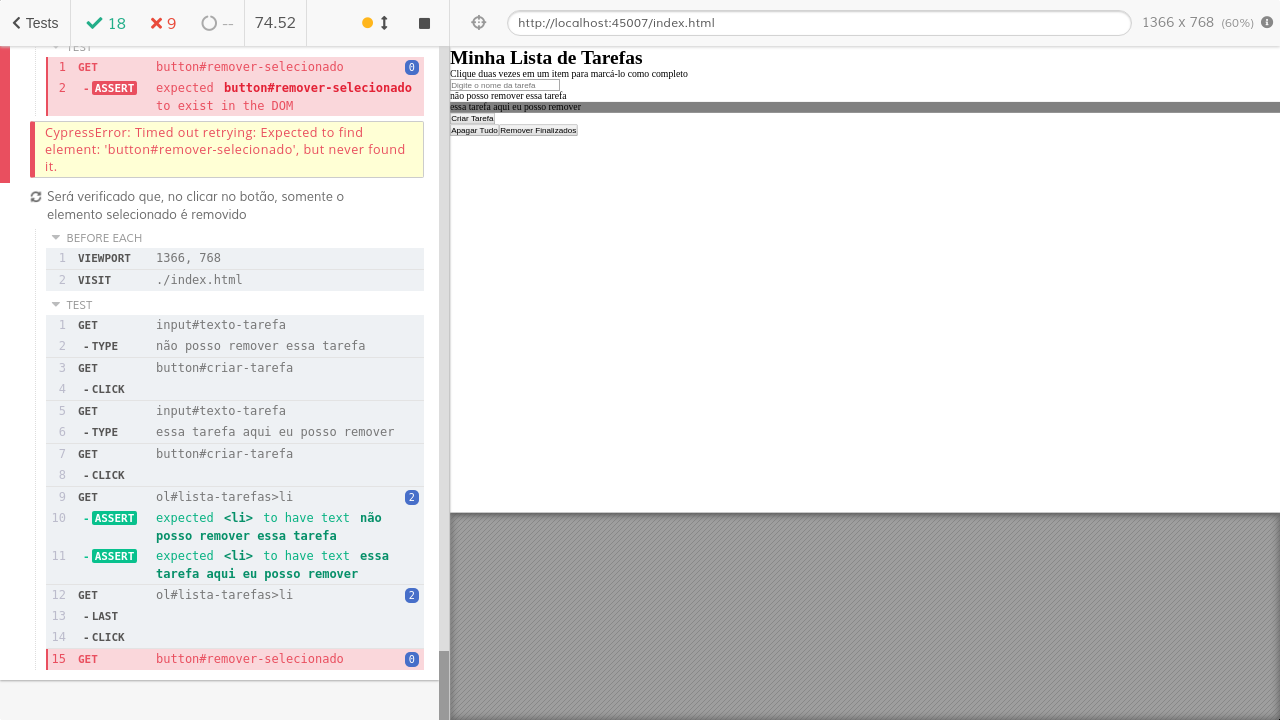 Tests
18
9
--
74.52
http://localhost:45007/index.html
1366 x 768 (60%)
TEST
1 GET button#remover-selecionado 0
2 - ASSERT expected button#remover-selecionado
to exist in the DOM
CypressError: Timed out retrying: Expected to find
element: 'button#remover-selecionado', but never found
it.
Será verificado que, no clicar no botão, somente o
elemento selecionado é removido
BEFORE EACH
1 VIEWPORT 1366, 768
2 VISIT ./index.html
TEST
1 GET input#texto-tarefa
2 - TYPE não posso remover essa tarefa
3 GET button#criar-tarefa
4 - CLICK
5 GET input#texto-tarefa
6 - TYPE essa tarefa aqui eu posso remover
7 GET button#criar-tarefa
8 - CLICK
9 GET ol#lista-tarefas>li 2
10 - ASSERT expected <li> to have text não
posso remover essa tarefa
11 - ASSERT expected <li> to have text essa
tarefa aqui eu posso remover
12 GET ol#lista-tarefas>li 2
13 - LAST
14 - CLICK
15 GET button#remover-selecionado 0
Minha Lista de Tarefas
Clique duas vezes em um item para marcá-lo como completo
Digite o nome da tarefa
não posso remover essa tarefa
essa tarefa aqui eu posso remover
Criar Tarefa
Apagar Tudo Remover Finalizados